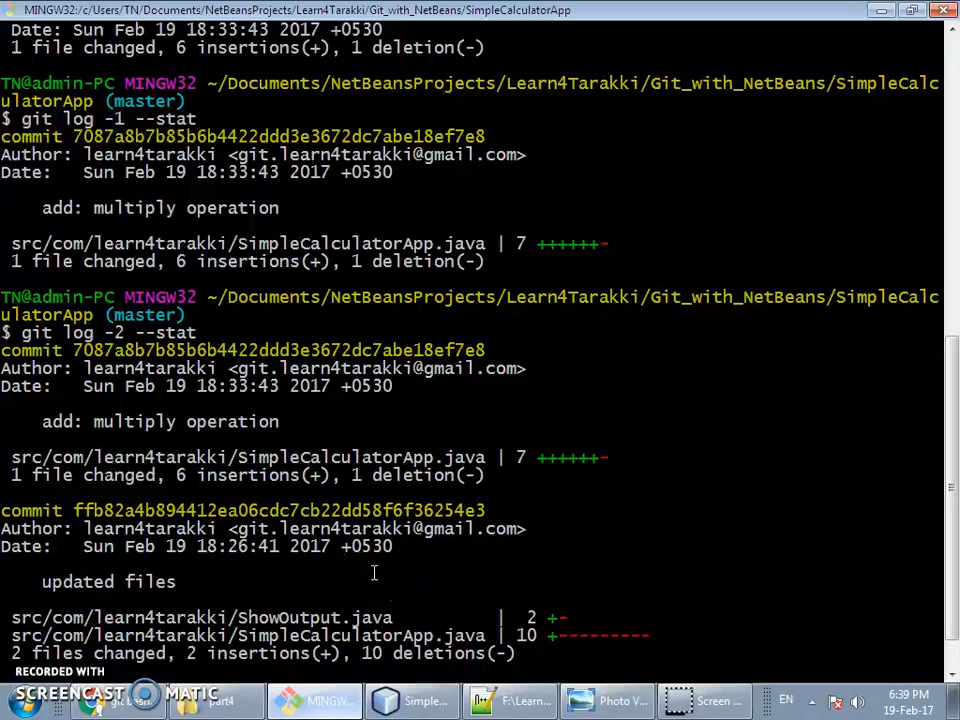 MINGW32:/c/Users/TN/Documents/NetBeansProjects/Learn4Tarakki/Git_with_NetBeans/SimpleCalculatorApp
Date: Sun Feb 19 18:33:43 2017 +0530
1 file changed, 6 insertions(+), 1 deletion(-)
TN@admin-PC MINGW32 ~/Documents/NetBeansProjects/Learn4Tarakki/Git_with_NetBeans/SimpleCalc
ulatorApp (master)
$ git log -1 --stat
commit 7087a8b7b85b6b4422ddd3e3672dc7abe18ef7e8
Author: learn4tarakki <git.learn4tarakki@gmail.com>
Date: Sun Feb 19 18:33:43 2017 +0530
add: multiply operation
src/com/learn4tarakki/SimpleCalculatorApp.java | 7 ++++++-
1 file changed, 6 insertions(+), 1 deletion(-)
TN@admin-PC MINGW32 ~/Documents/NetBeansProjects/Learn4Tarakki/Git_with_NetBeans/SimpleCalc
ulatorApp (master)
$ git log -2 --stat
commit 7087a8b7b85b6b4422ddd3e3672dc7abe18ef7e8
Author: learn4tarakki <git.learn4tarakki@gmail.com>
Date: Sun Feb 19 18:33:43 2017 +0530
add: multiply operation
src/com/learn4tarakki/SimpleCalculatorApp.java | 7 ++++++-
1 file changed, 6 insertions(+), 1 deletion(-)
commit ffb82a4b894412ea06cdc7cb22dd58f6f36254e3
Author: learn4tarakki <git.learn4tarakki@gmail.com>
Date: Sun Feb 19 18:26:41 2017 +0530
updated files
src/com/learn4tarakki/ShowOutput.java | 2 +-
src/com/learn4tarakki/SimpleCalculatorApp.java | 10 +---------
2 files changed, 2 insertions(+), 10 deletions(-)
RECORDED WITH
SCREENCAST MATIC
git bash part4 MINGW... Simple... F:\Learn... Photo V... Screen ... EN 6:39 PM
19-Feb-17